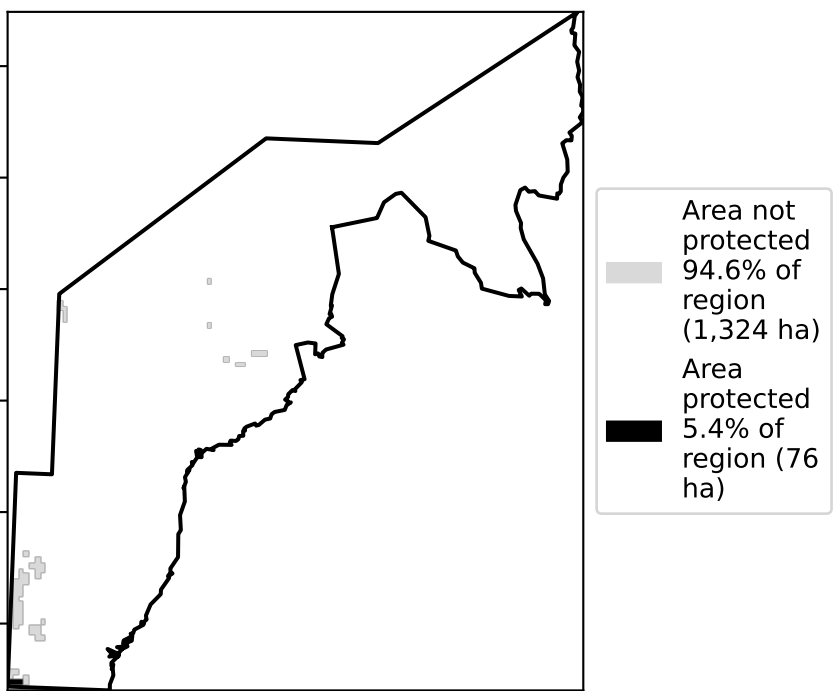 Area not
protected
94.6% of
region
(1,324 ha)
Area
protected
5.4% of
region (76
ha)